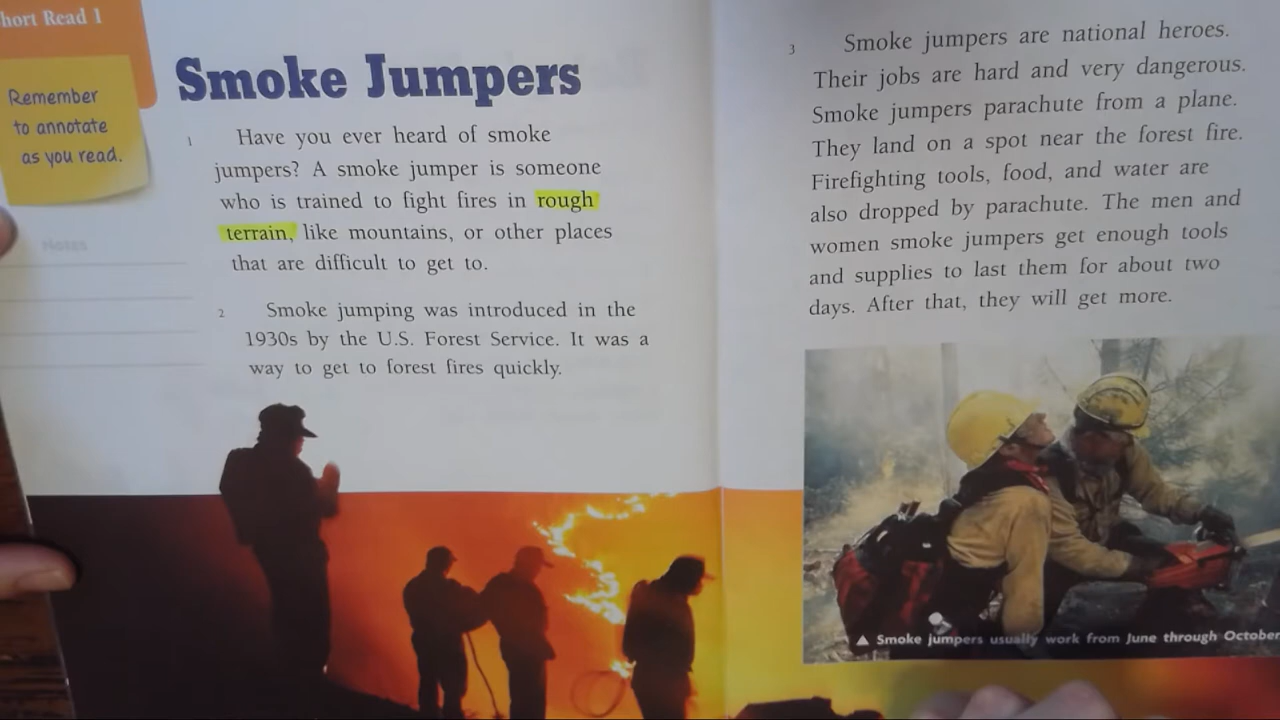 hort Read 1
Remember
to annotate
as you read.
Notes
Smoke Jumpers
1 Have you ever heard of smoke
jumpers? A smoke jumper is someone
who is trained to fight fires in rough
terrain, like mountains, or other places
that are difficult to get to.
2 Smoke jumping was introduced in the
1930s by the U.S. Forest Service. It was a
way to get to forest fires quickly.
3 Smoke jumpers are national heroes.
Their jobs are hard and very dangerous.
Smoke jumpers parachute from a plane.
They land on a spot near the forest fire.
Firefighting tools, food, and water are
also dropped by parachute. The men and
women smoke jumpers get enough tools
and supplies to last them for about two
days. After that, they will get more.
▲ Smoke jumpers usually work from June through October